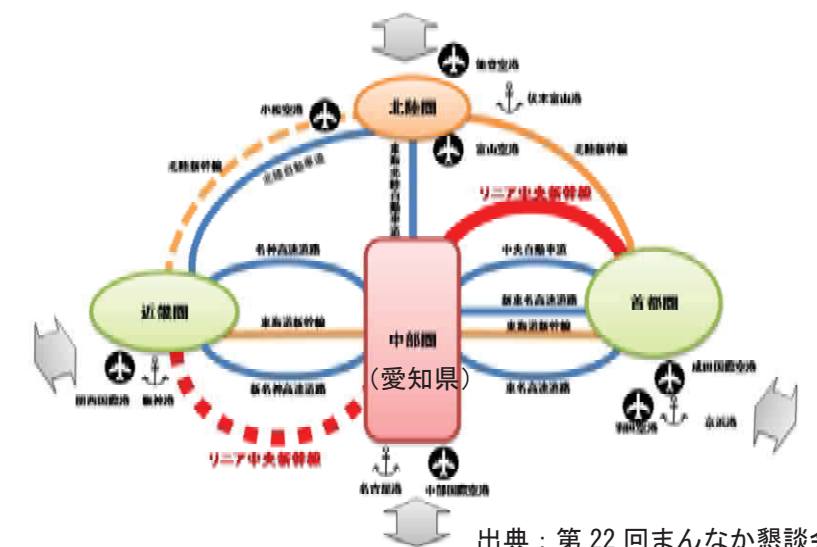 能登空港
伏木富山港
小松空港
北陸圏
富山空港
北陸新幹線
北陸新幹線
北陸自動車道
東海北陸自動車道
リニア中央新幹線
名神高速道路
中央自動車道
新東名高速道路
近畿圏
首都圏
東海道新幹線
東海道新幹線
中部圏
(愛知県)
成田国際空港
関西国際空港
阪神港
新名神高速道路
東名高速道路
羽田空港
京浜港
リニア中央新幹線
名古屋港
中部国際空港
出典：第22回まんなか懇談会